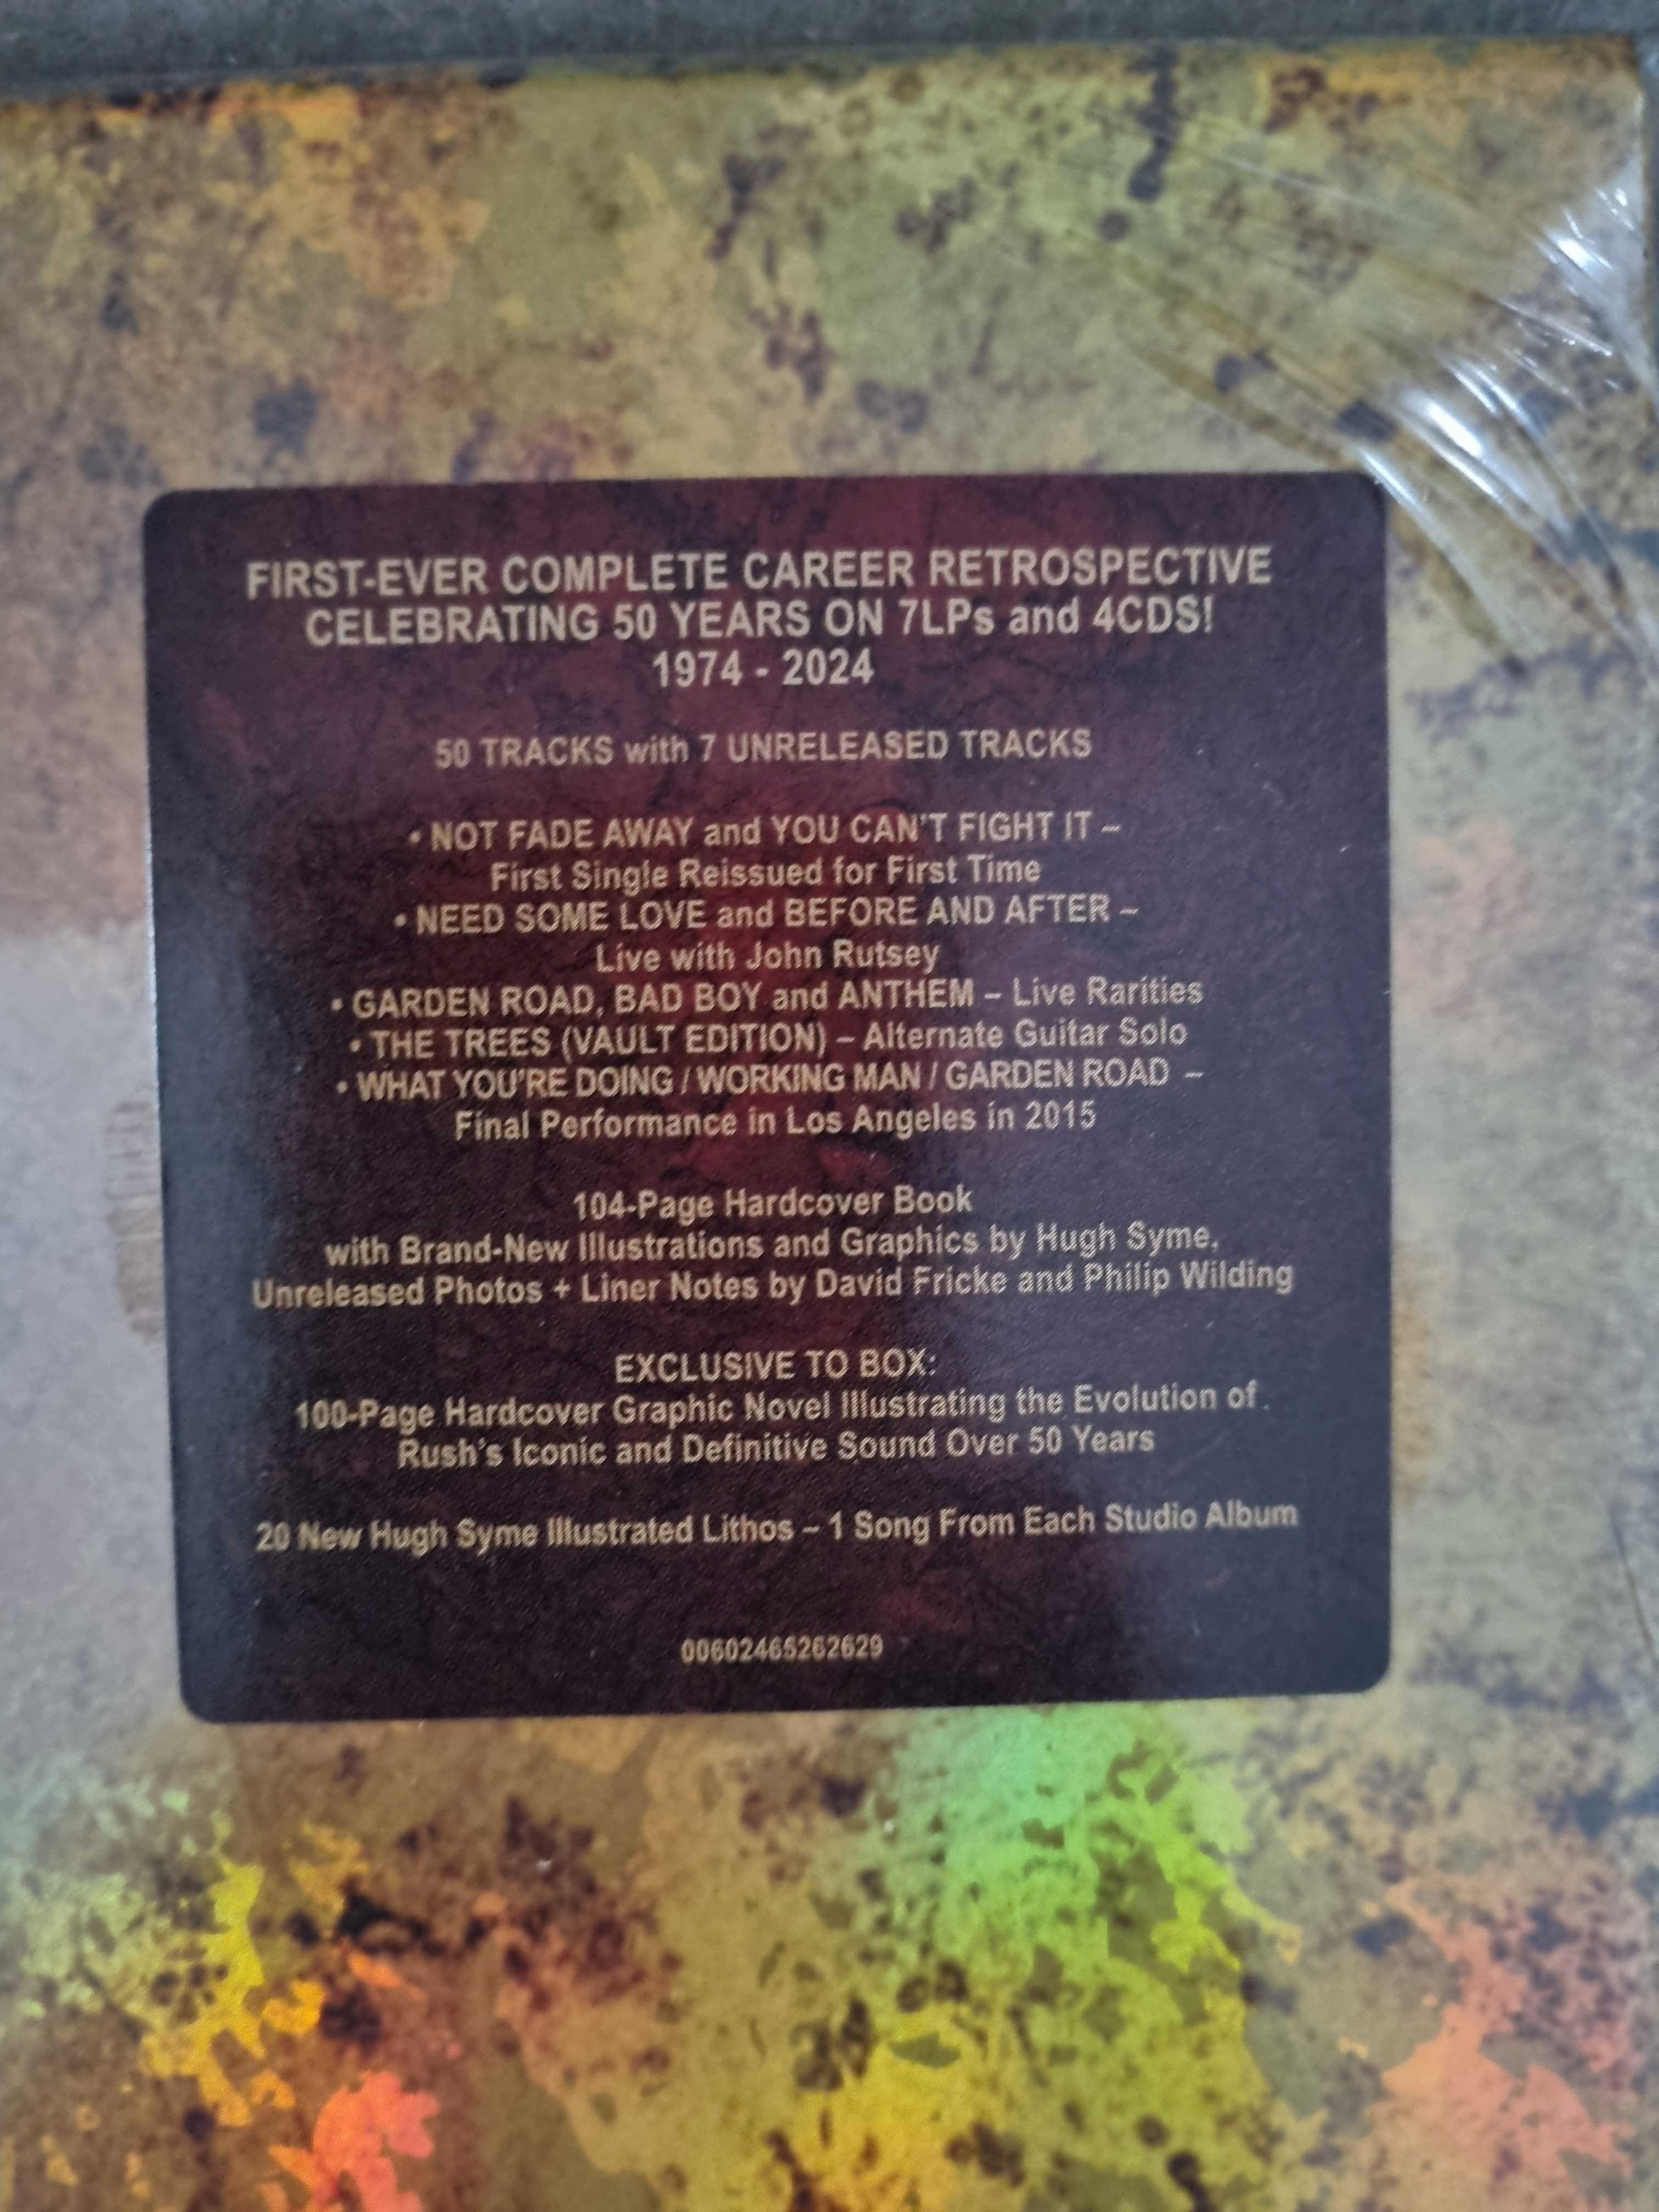 FIRST-EVER COMPLETE CAREER RETROSPECTIVE
CELEBRATING 50 YEARS ON 7LPs and 4CDS!
1974 - 2024
50 TRACKS with 7 UNRELEASED TRACKS
• NOT FADE AWAY and YOU CAN'T FIGHT IT –
First Single Reissued for First Time
• NEED SOME LOVE and BEFORE AND AFTER –
Live with John Rutsey
• GARDEN ROAD, BAD BOY and ANTHEM – Live Rarities
• THE TREES (VAULT EDITION) – Alternate Guitar Solo
• WHAT YOU'RE DOING / WORKING MAN / GARDEN ROAD –
Final Performance in Los Angeles in 2015
104-Page Hardcover Book
with Brand-New Illustrations and Graphics by Hugh Syme,
Unreleased Photos + Liner Notes by David Fricke and Philip Wilding
EXCLUSIVE TO BOX:
100-Page Hardcover Graphic Novel Illustrating the Evolution of
Rush's Iconic and Definitive Sound Over 50 Years
20 New Hugh Syme Illustrated Lithos – 1 Song From Each Studio Album
00602465262629